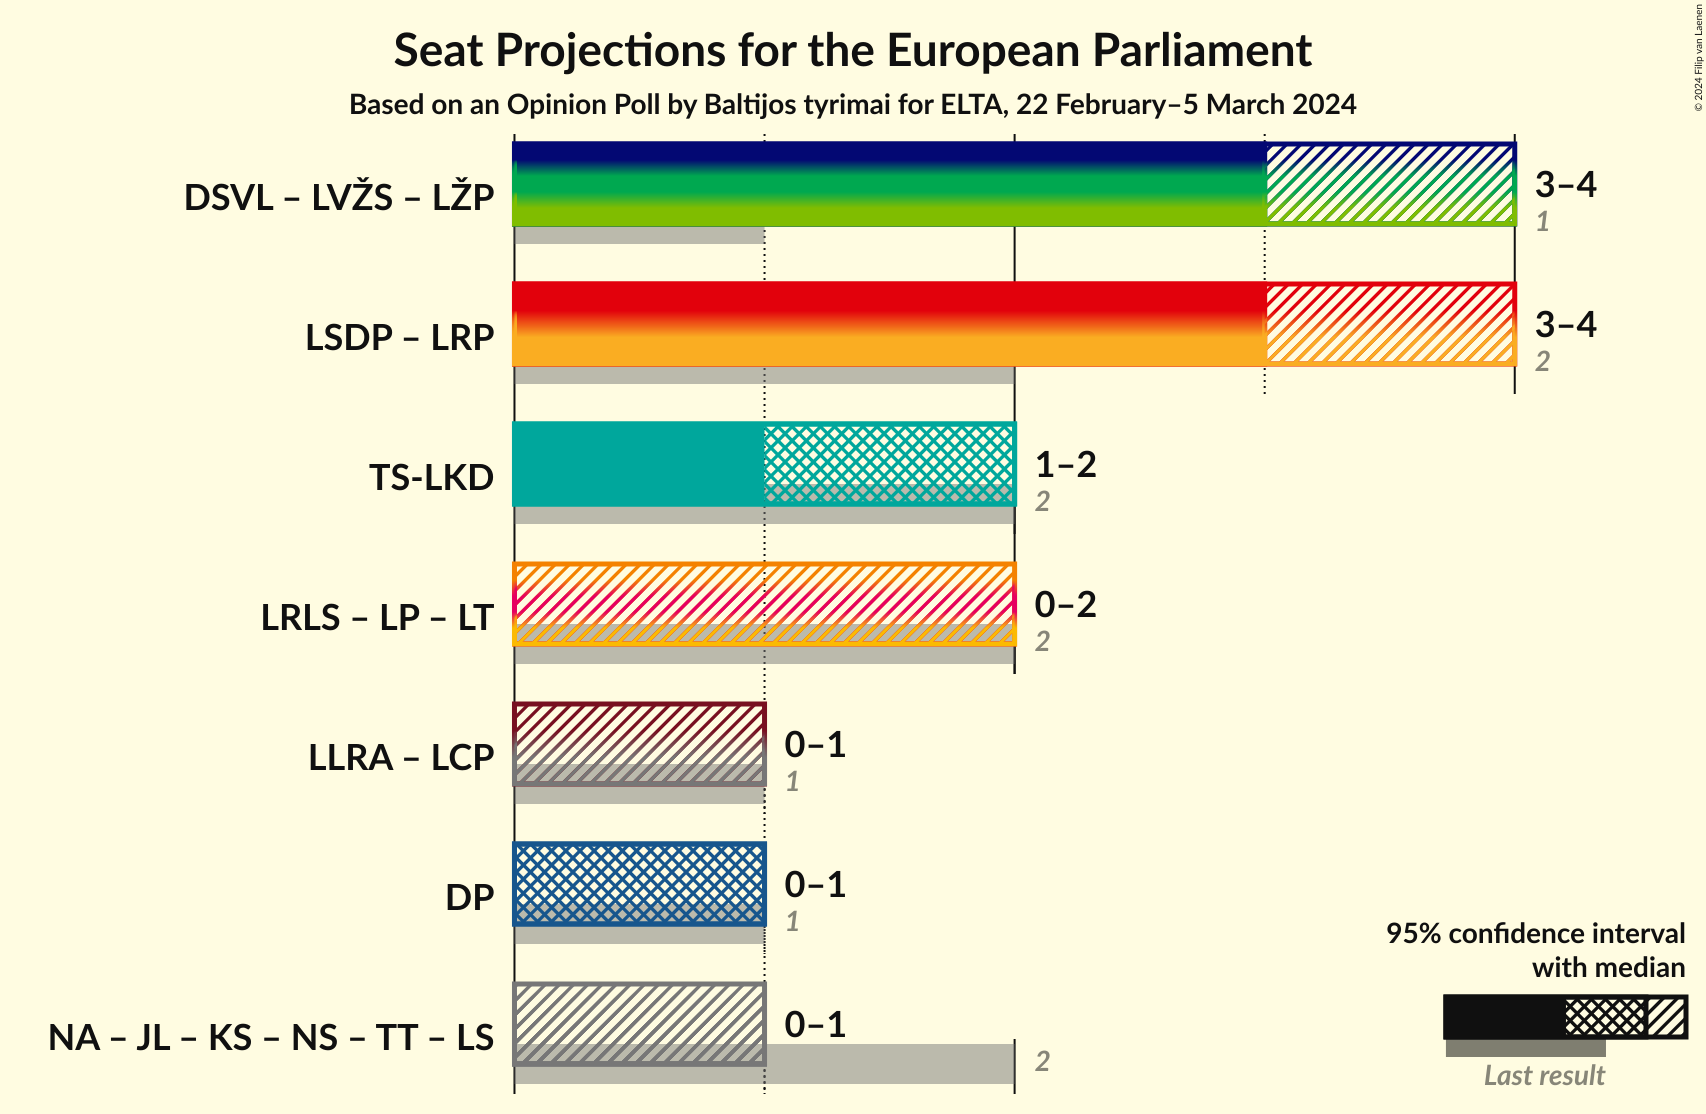 Seat Projections for the European Parliament
Based on an Opinion Poll by Baltijos tyrimai for ELTA, 22 February–5 March 2024
© 2024 Filip van Laenen
DSVL – LVŽS – LŽP
3–4
1
LSDP – LRP
3–4
2
TS-LKD
1–2
2
LRLS – LP – LT
0–2
2
LLRA – LCP
0–1
1
DP
0–1
1
NA – JL – KS – NS – TT – LS
0–1
2
95% confidence interval
with median
Last result